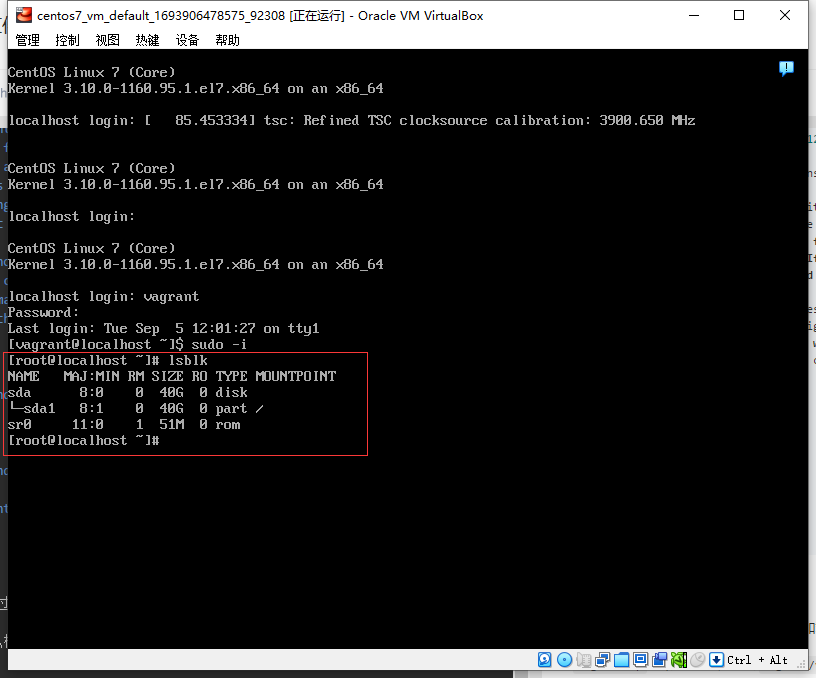 centos7_vm_default_1693906478575_92308 [正在运行] - Oracle VM VirtualBox
管理 控制 视图 热键 设备 帮助
CentOS Linux 7 (Core)
Kernel 3.10.0-1160.95.1.el7.x86_64 on an x86_64
localhost login: [   85.453334] tsc: Refined TSC clocksource calibration: 3900.650 MHz
CentOS Linux 7 (Core)
Kernel 3.10.0-1160.95.1.el7.x86_64 on an x86_64
localhost login:
CentOS Linux 7 (Core)
Kernel 3.10.0-1160.95.1.el7.x86_64 on an x86_64
localhost login: vagrant
Password:
Last login: Tue Sep  5 12:01:27 on tty1
[vagrant@localhost ~]$ sudo -i
[root@localhost ~]# lsblk
NAME   MAJ:MIN RM SIZE RO TYPE MOUNTPOINT
sda      8:0    0  40G  0 disk
└─sda1   8:1    0  40G  0 part /
sr0     11:0    1  51M  0 rom
[root@localhost ~]#
Ctrl + Alt